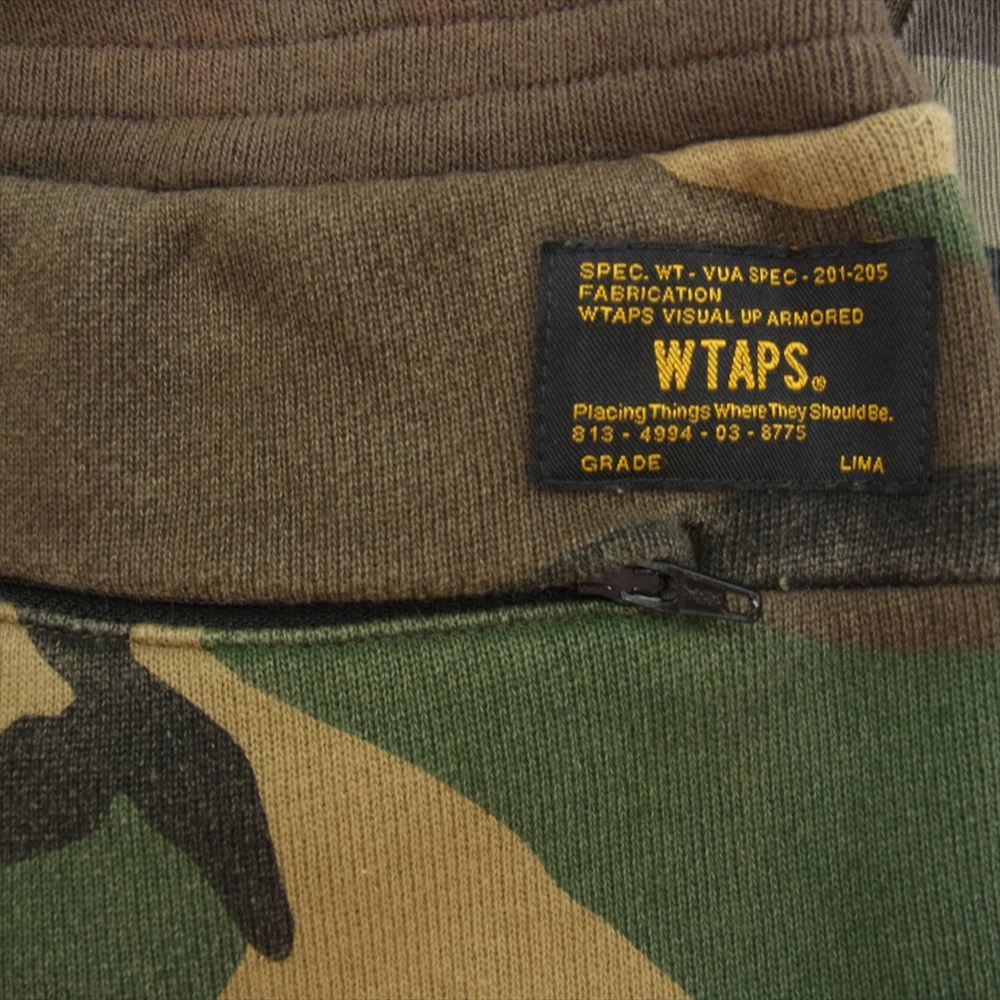 SPEC. WT - VUA SPEC - 201-205
FABRICATION
WTAPS VISUAL UP ARMORED
WTAPS®
Placing Things Where They Should Be.
813 - 4994 - 03 - 8775
GRADE LIMA